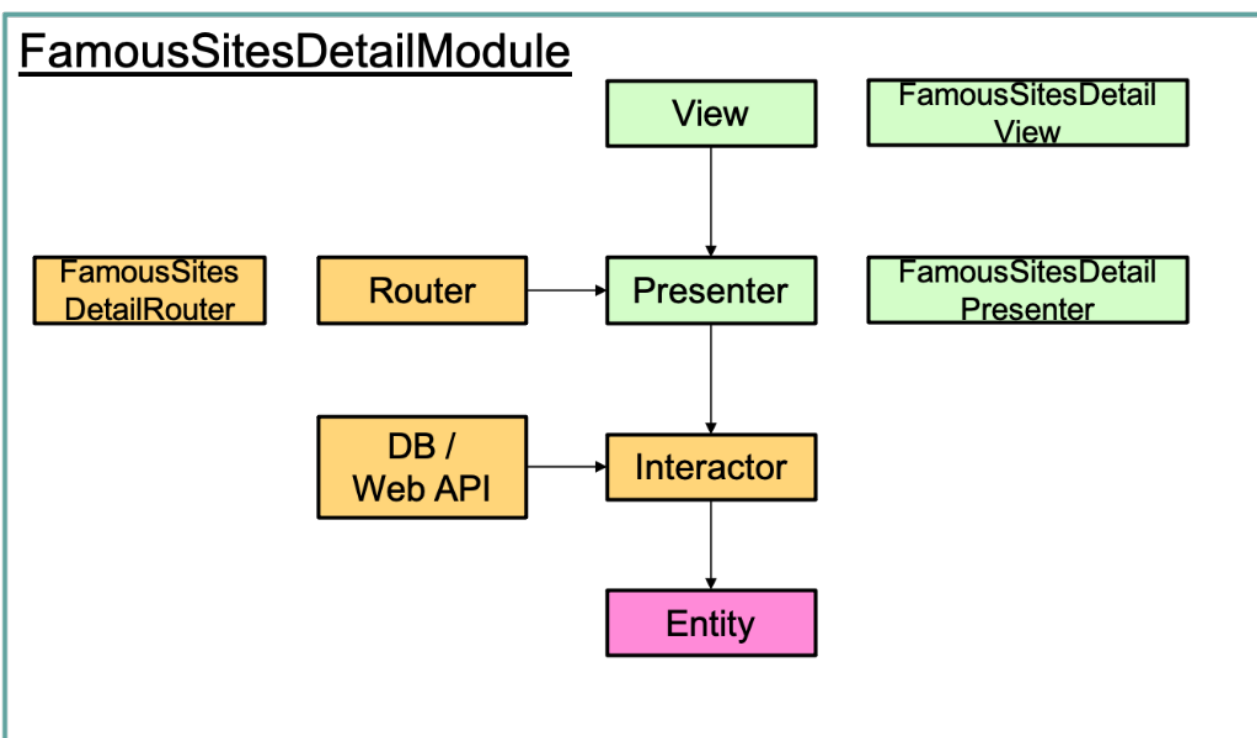 FamousSitesDetailModule
View
FamousSitesDetail
View
FamousSites
DetailRouter
Router
Presenter
FamousSitesDetail
Presenter
DB /
Web API
Interactor
Entity